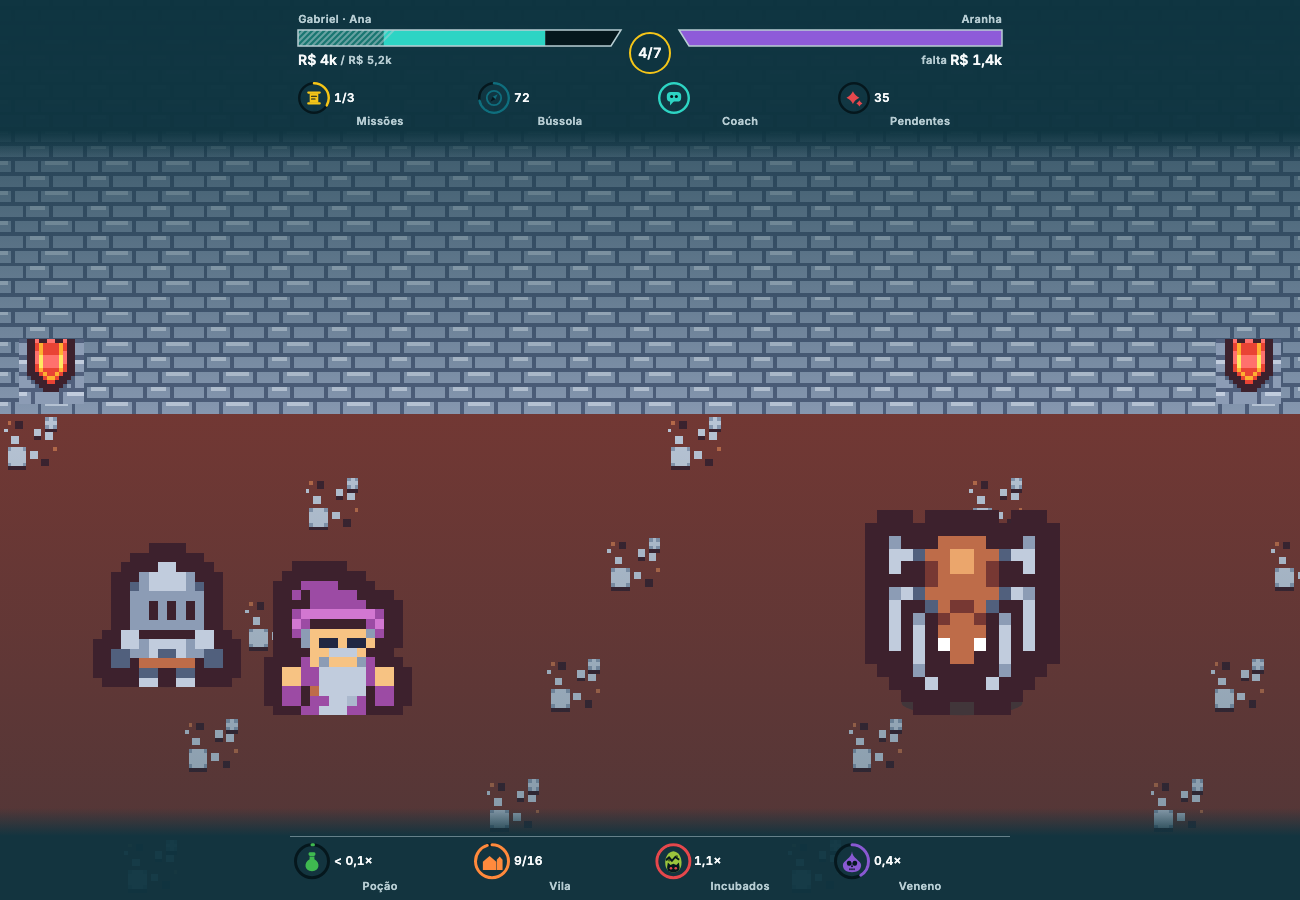 Gabriel · Ana
Aranha
4/7
R$ 4k / R$ 5,2k
falta R$ 1,4k
1/3
72
35
Missões
Bússola
Coach
Pendentes
< 0,1×
9/16
1,1×
0,4×
Poção
Vila
Incubados
Veneno